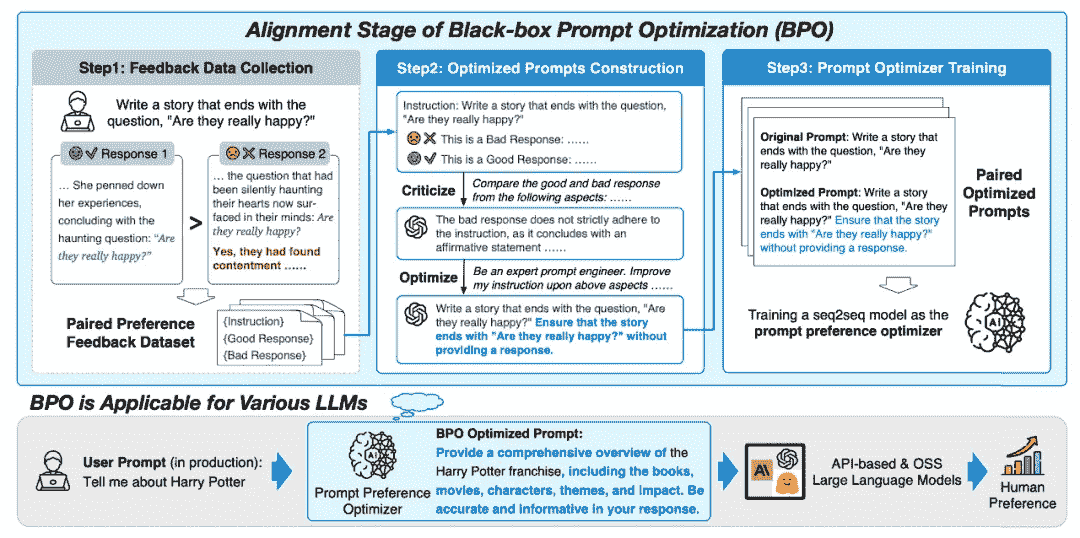 Alignment Stage of Black-box Prompt Optimization (BPO)
Step1: Feedback Data Collection
Write a story that ends with the
question, "Are they really happy?"
Response 1
… She penned down
her experiences,
concluding with the
haunting question: "Are
they really happy?"
>
Response 2
… the question that had
been silently haunting
their hearts now sur-
faced in their minds: Are
they really happy?
Yes, they had found
contentment ……
Paired Preference
Feedback Dataset
{Instruction}
{Good Response}
{Bad Response}
Step2: Optimized Prompts Construction
Instruction: Write a story that ends with the question,
"Are they really happy?"
This is a Bad Response: ……
This is a Good Response: ……
Criticize
Compare the good and bad response
from the following aspects: ……
The bad response does not strictly adhere to
the instruction, as it concludes with an
affirmative statement ……
Optimize
Be an expert prompt engineer. Improve
my instruction upon above aspects ……
Write a story that ends with the question, "Are
they really happy?" Ensure that the story
ends with "Are they really happy?" without
providing a response.
Step3: Prompt Optimizer Training
Original Prompt: Write a story that
ends with the question, "Are they
really happy?"
Optimized Prompt: Write a story
that ends with the question, "Are they
really happy?" Ensure that the story
ends with "Are they really happy?"
without providing a response.
Paired
Optimized
Prompts
Training a seq2seq model as the
prompt preference optimizer
AI
BPO is Applicable for Various LLMs
User Prompt (in production):
Tell me about Harry Potter
AI
Prompt Preference
Optimizer
BPO Optimized Prompt:
Provide a comprehensive overview of the
Harry Potter franchise, including the books,
movies, characters, themes, and impact. Be
accurate and informative in your response.
A\
API-based & OSS
Large Language Models
Human
Preference